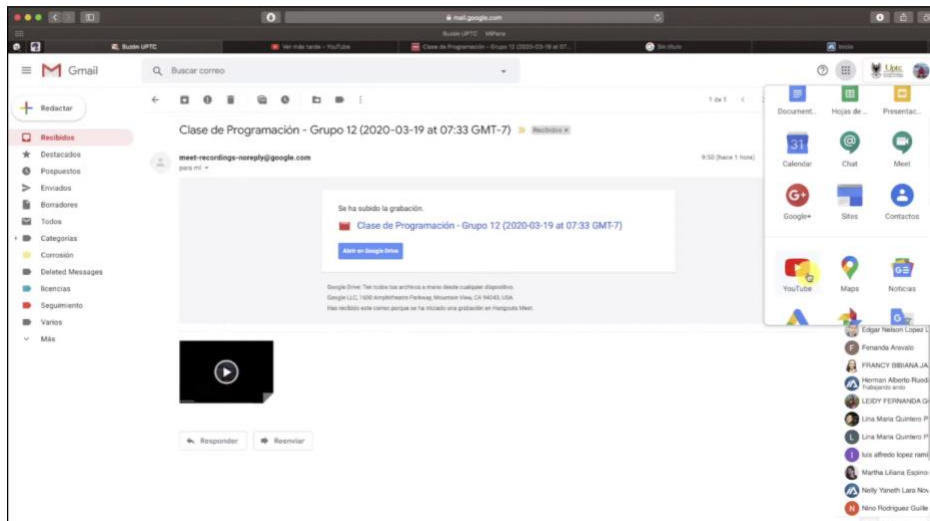 mail.google.com
Buzón UPTC MiPana
Buzón UPTC
Ver más tarde - YouTube
Clase de Programación - Grupo 12 (2020-03-19 at 07...
Sin título
Inicio
Gmail
Buscar correo
Uptc
Redactar
1 de 1
Recibidos
Destacados
Pospuestos
Enviados
Borradores
Todos
Categorías
Corrosión
Deleted Messages
licencias
Seguimiento
Varios
Más
Clase de Programación - Grupo 12 (2020-03-19 at 07:33 GMT-7)
Recibidos x
meet-recordings-noreply@google.com
9:50 (hace 1 hora)
para mí
Se ha subido la grabación.
Clase de Programación - Grupo 12 (2020-03-19 at 07:33 GMT-7)
Abrir en Google Drive
Google Drive: Ten todos tus archivos a mano desde cualquier dispositivo.
Google LLC, 1600 Amphitheatre Parkway, Mountain View, CA 94043, USA
Has recibido este correo porque se ha iniciado una grabación en Hangouts Meet.
Responder
Reenviar
Document...
Hojas de ...
Presentac...
31
Calendar
Chat
Meet
G+
Google+
Sites
Contactos
YouTube
Maps
Noticias
Edgar Nelson Lopez L
Fenanda Arevalo
FRANCY BIBIANA JA
Herman Alberto Rued
Trabajando ando
LEIDY FERNANDA G
Lina Maria Quintero P
Lina Maria Quintero P
luis alfredo lopez rami
Martha Liliana Espino
Nelly Yaneth Lara Nov
Nino Rodriguez Guille